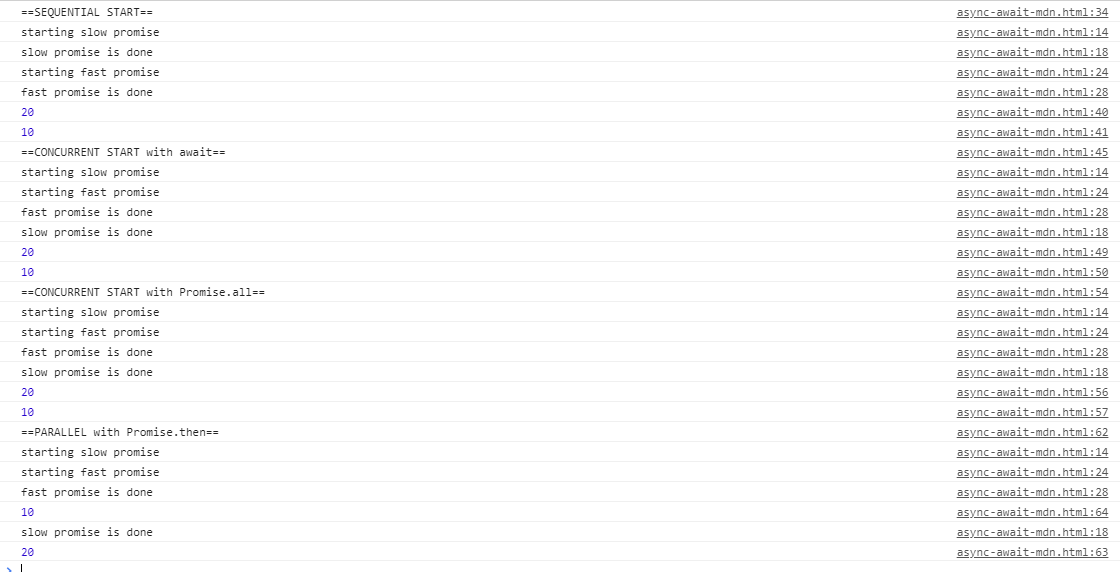 ==SEQUENTIAL START== async-await-mdn.html:34
starting slow promise async-await-mdn.html:14
slow promise is done async-await-mdn.html:18
starting fast promise async-await-mdn.html:24
fast promise is done async-await-mdn.html:28
20 async-await-mdn.html:40
10 async-await-mdn.html:41
==CONCURRENT START with await== async-await-mdn.html:45
starting slow promise async-await-mdn.html:14
starting fast promise async-await-mdn.html:24
fast promise is done async-await-mdn.html:28
slow promise is done async-await-mdn.html:18
20 async-await-mdn.html:49
10 async-await-mdn.html:50
==CONCURRENT START with Promise.all== async-await-mdn.html:54
starting slow promise async-await-mdn.html:14
starting fast promise async-await-mdn.html:24
fast promise is done async-await-mdn.html:28
slow promise is done async-await-mdn.html:18
20 async-await-mdn.html:56
10 async-await-mdn.html:57
==PARALLEL with Promise.then== async-await-mdn.html:62
starting slow promise async-await-mdn.html:14
starting fast promise async-await-mdn.html:24
fast promise is done async-await-mdn.html:28
10 async-await-mdn.html:64
slow promise is done async-await-mdn.html:18
20 async-await-mdn.html:63